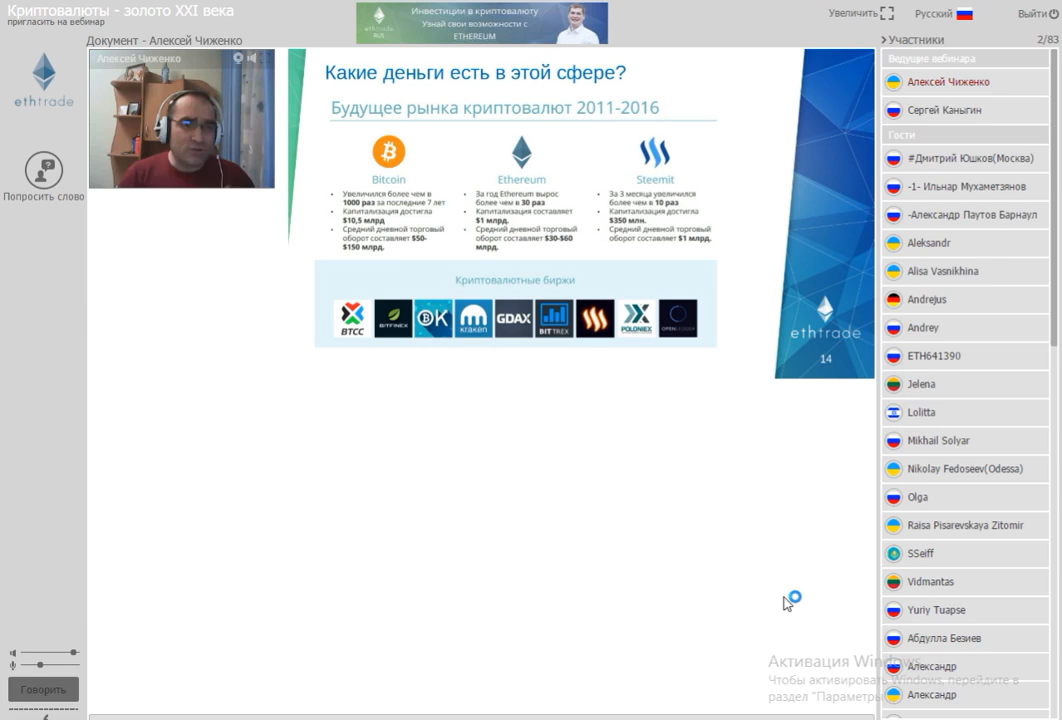 Криптовалюты - золото XXI века
пригласить на вебинар
Инвестиции в криптовалюту
Узнай свои возможности с
ETHEREUM
ethtrade
RUS
Увеличить
Русский
Выйти
ethtrade
Попросить слово
Говорить
Документ - Алексей Чиженко
Алексей Чиженко
Какие деньги есть в этой сфере?
Будущее рынка криптовалют 2011-2016
Bitcoin
• Увеличился более чем в
1000 раз за последние 7 лет
• Капитализация достигла
$10,5 млрд
• Средний дневной торговый
оборот составляет $50-
$150 млрд.
Ethereum
• За год Ethereum вырос
более чем в 30 раз
• Капитализация составляет
$1 млрд.
• Средний дневной торговый
оборот составляет $30-$60
млрд.
Steemit
• За 3 месяца увеличился
более чем в 10 раз
• Капитализация достигла
$350 млн.
• Средний дневной торговый
оборот составляет $1 млрд.
Криптовалютные биржи
BTCC
BITFINEX
OK
kraken
GDAX
BITTREX
POLONIEX
ethtrade
14
Участники
2/83
Ведущие вебинара
Алексей Чиженко
Сергей Каныгин
Гости
#Дмитрий Юшков(Москва)
-1- Ильнар Мухаметзянов
-Александр Паутов Барнаул
Aleksandr
Alisa Vasnikhina
Andrejus
Andrey
ETH641390
Jelena
Lolitta
Mikhail Solyar
Nikolay Fedoseev(Odessa)
Olga
Raisa Pisarevskaya Zitomir
SSeiff
Vidmantas
Yuriy Tuapse
Абдулла Безиев
Александр
Александр
Активация Windows
Чтобы активировать Windows, перейдите в
раздел "Параметры